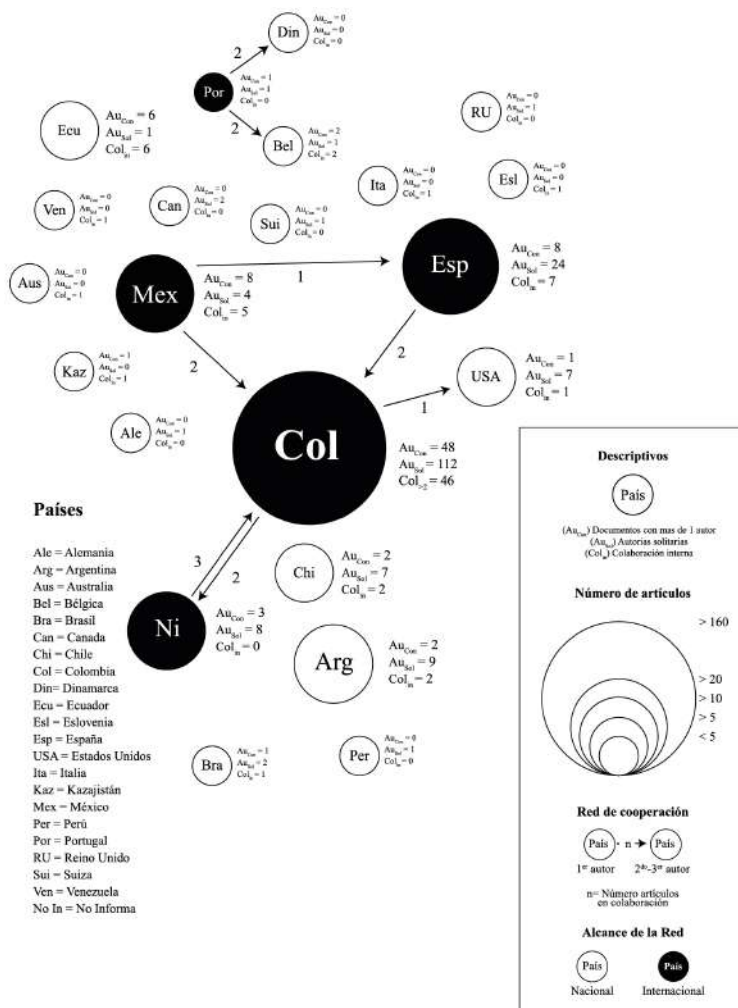 Din
Au_Con = 0
Au_Sol = 0
Col_in = 0
2
Por
Au_Con = 1
Au_Sol = 1
Col_in = 0
2
Bel
Au_Con = 2
Au_Sol = 1
Col_in = 2
Ecu
Au_Con = 6
Au_Sol = 1
Col_in = 6
RU
Au_Con = 0
Au_Sol = 1
Col_in = 0
Ven
Au_Con = 0
Au_Sol = 0
Col_in = 1
Can
Au_Con = 0
Au_Sol = 2
Col_in = 0
Sui
Au_Con = 0
Au_Sol = 1
Col_in = 0
Ita
Au_Con = 0
Au_Sol = 0
Col_in = 1
Esl
Au_Con = 0
Au_Sol = 0
Col_in = 1
Aus
Au_Con = 0
Au_Sol = 0
Col_in = 1
Mex
Au_Con = 8
Au_Sol = 4
Col_in = 5
1
Esp
Au_Con = 8
Au_Sol = 24
Col_in = 7
Kaz
Au_Con = 1
Au_Sol = 0
Col_in = 1
2
2
USA
Au_Con = 1
Au_Sol = 7
Col_in = 1
1
Ale
Au_Con = 0
Au_Sol = 1
Col_in = 0
Col
Au_Con = 48
Au_Sol = 112
Col_>2 = 46
3
2
Chi
Au_Con = 2
Au_Sol = 7
Col_in = 2
Ni
Au_Con = 3
Au_Sol = 8
Col_in = 0
Arg
Au_Con = 2
Au_Sol = 9
Col_in = 2
Bra
Au_Con = 1
Au_Sol = 2
Col_in = 1
Per
Au_Con = 0
Au_Sol = 1
Col_in = 0
Países
Ale = Alemania
Arg = Argentina
Aus = Australia
Bel = Bélgica
Bra = Brasil
Can = Canada
Chi = Chile
Col = Colombia
Din= Dinamarca
Ecu = Ecuador
Esl = Eslovenia
Esp = España
USA = Estados Unidos
Ita = Italia
Kaz = Kazajistán
Mex = México
Per = Perú
Por = Portugal
RU = Reino Unido
Sui = Suiza
Ven = Venezuela
No In = No Informa
Descriptivos
País
(Au_Con) Documentos con mas de 1 autor
(Au_Sol) Autorias solitarias
(Col_in) Colaboración interna
Número de artículos
> 160
> 20
> 10
> 5
< 5
Red de cooperación
País - n → País
1er autor 2do-3er autor
n= Número artículos
en colaboración
Alcance de la Red
País País
Nacional Internacional